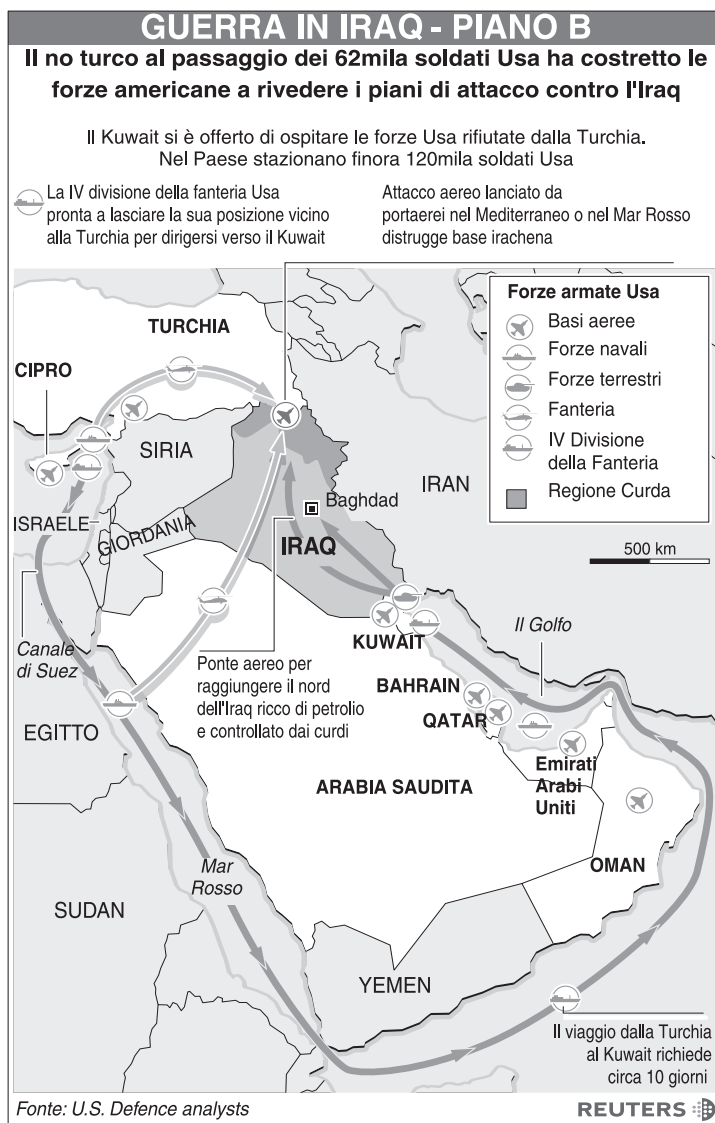 GUERRA IN IRAQ - PIANO B
Il no turco al passaggio dei 62mila soldati Usa ha costretto le
forze americane a rivedere i piani di attacco contro l'Iraq
Il Kuwait si è offerto di ospitare le forze Usa rifiutate dalla Turchia.
Nel Paese stazionano finora 120mila soldati Usa
La IV divisione della fanteria Usa
pronta a lasciare la sua posizione vicino
alla Turchia per dirigersi verso il Kuwait
Attacco aereo lanciato da
portaerei nel Mediterraneo o nel Mar Rosso
distrugge base irachena
Forze armate Usa
Basi aeree
Forze navali
Forze terrestri
Fanteria
IV Divisione
della Fanteria
Regione Curda
500 km
TURCHIA
CIPRO
SIRIA
IRAN
Baghdad
ISRAELE
GIORDANIA
IRAQ
Canale
di Suez
KUWAIT
Il Golfo
Ponte aereo per
raggiungere il nord
dell'Iraq ricco di petrolio
e controllato dai curdi
BAHRAIN
QATAR
EGITTO
Emirati
Arabi
Uniti
ARABIA SAUDITA
OMAN
Mar
Rosso
SUDAN
YEMEN
Il viaggio dalla Turchia
al Kuwait richiede
circa 10 giorni
Fonte: U.S. Defence analysts
REUTERS